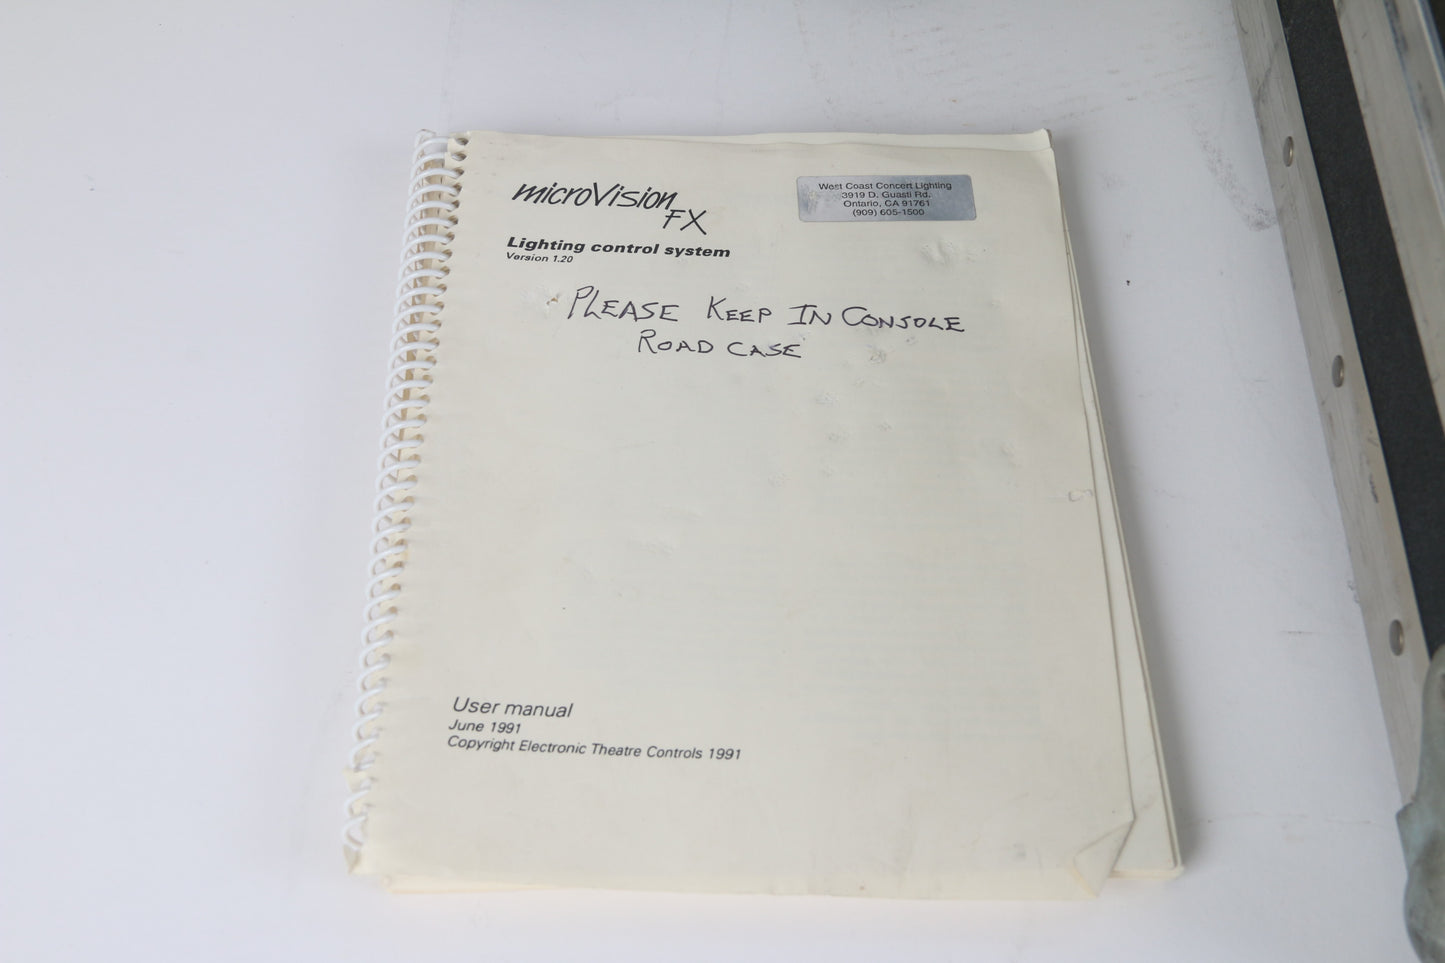 microVision
FX
Lighting control system
Version 1.20
West Coast Concert Lighting
3919 D. Guasti Rd.
Ontario, CA 91761
(909) 605-1500
PLEASE KEEP IN CONSOLE
ROAD CASE
User manual
June 1991
Copyright Electronic Theatre Controls 1991